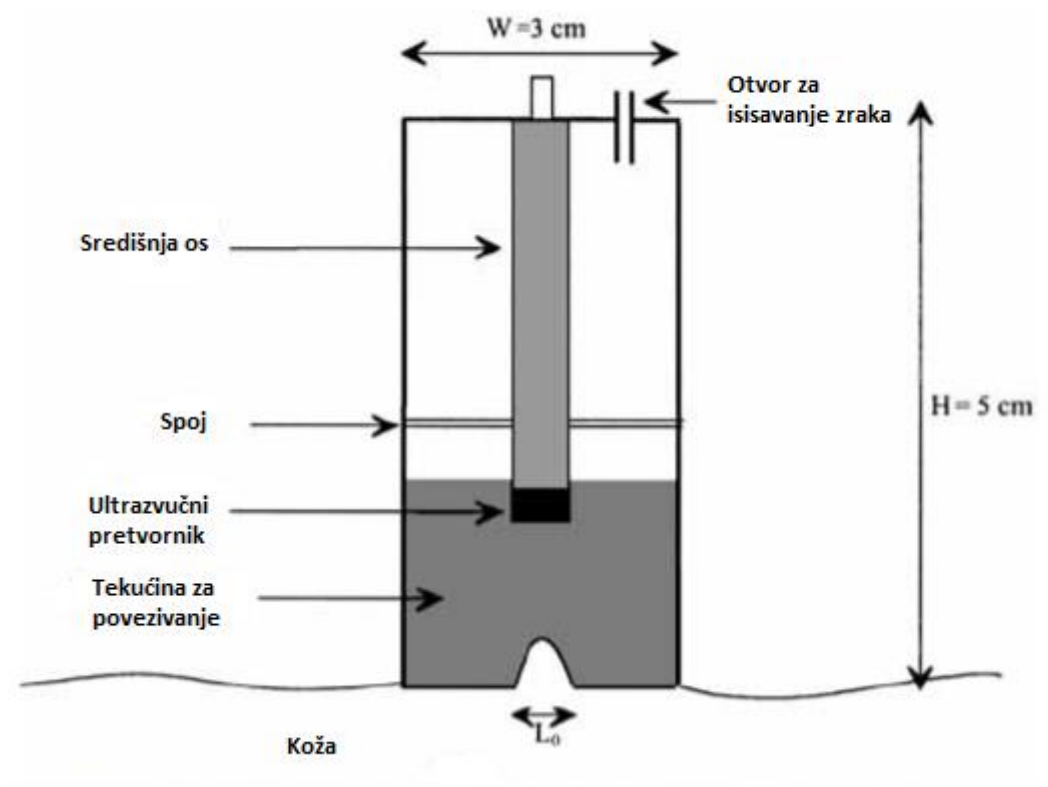 W =3 cm
Otvor za
isisavanje zraka
Središnja os
H = 5 cm
Spoj
Ultrazvučni
pretvornik
Tekućina za
povezivanje
L₀
Koža